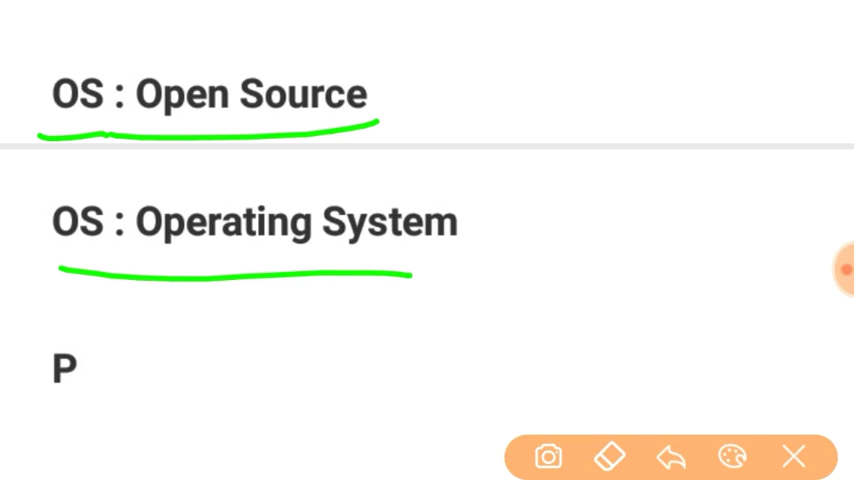 OS : Open Source
OS : Operating System
P